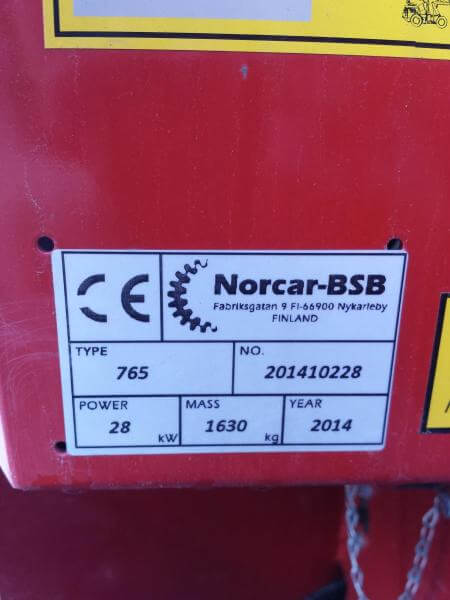 CE
Norcar-BSB
Fabriksgatan 9 FI-66900 Nykarleby
FINLAND
TYPE
765
NO.
201410228
POWER
28 kW
MASS
1630 kg
YEAR
2014